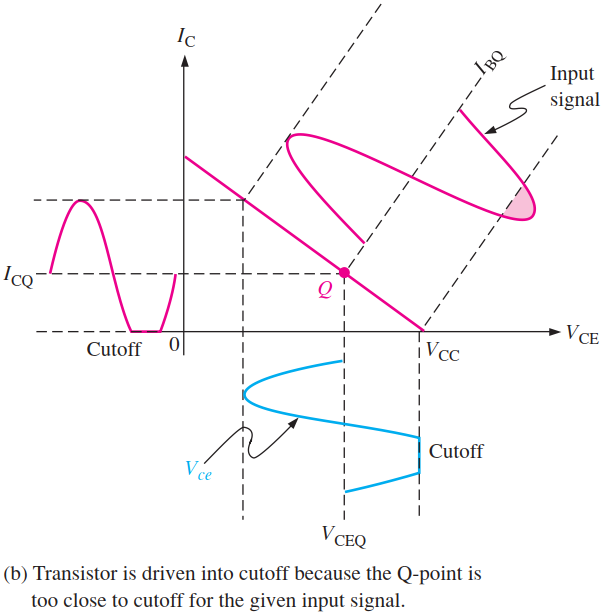 I_C
I_BQ
Input
signal
I_CQ
Q
Cutoff
0
V_CC
V_CE
Cutoff
V_ce
V_CEQ
(b) Transistor is driven into cutoff because the Q-point is
too close to cutoff for the given input signal.